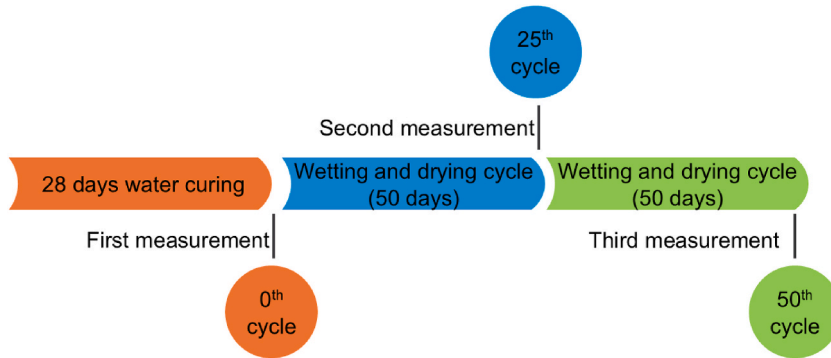 25th
cycle
Second measurement
28 days water curing
Wetting and drying cycle
(50 days)
Wetting and drying cycle
(50 days)
First measurement
Third measurement
0th
cycle
50th
cycle